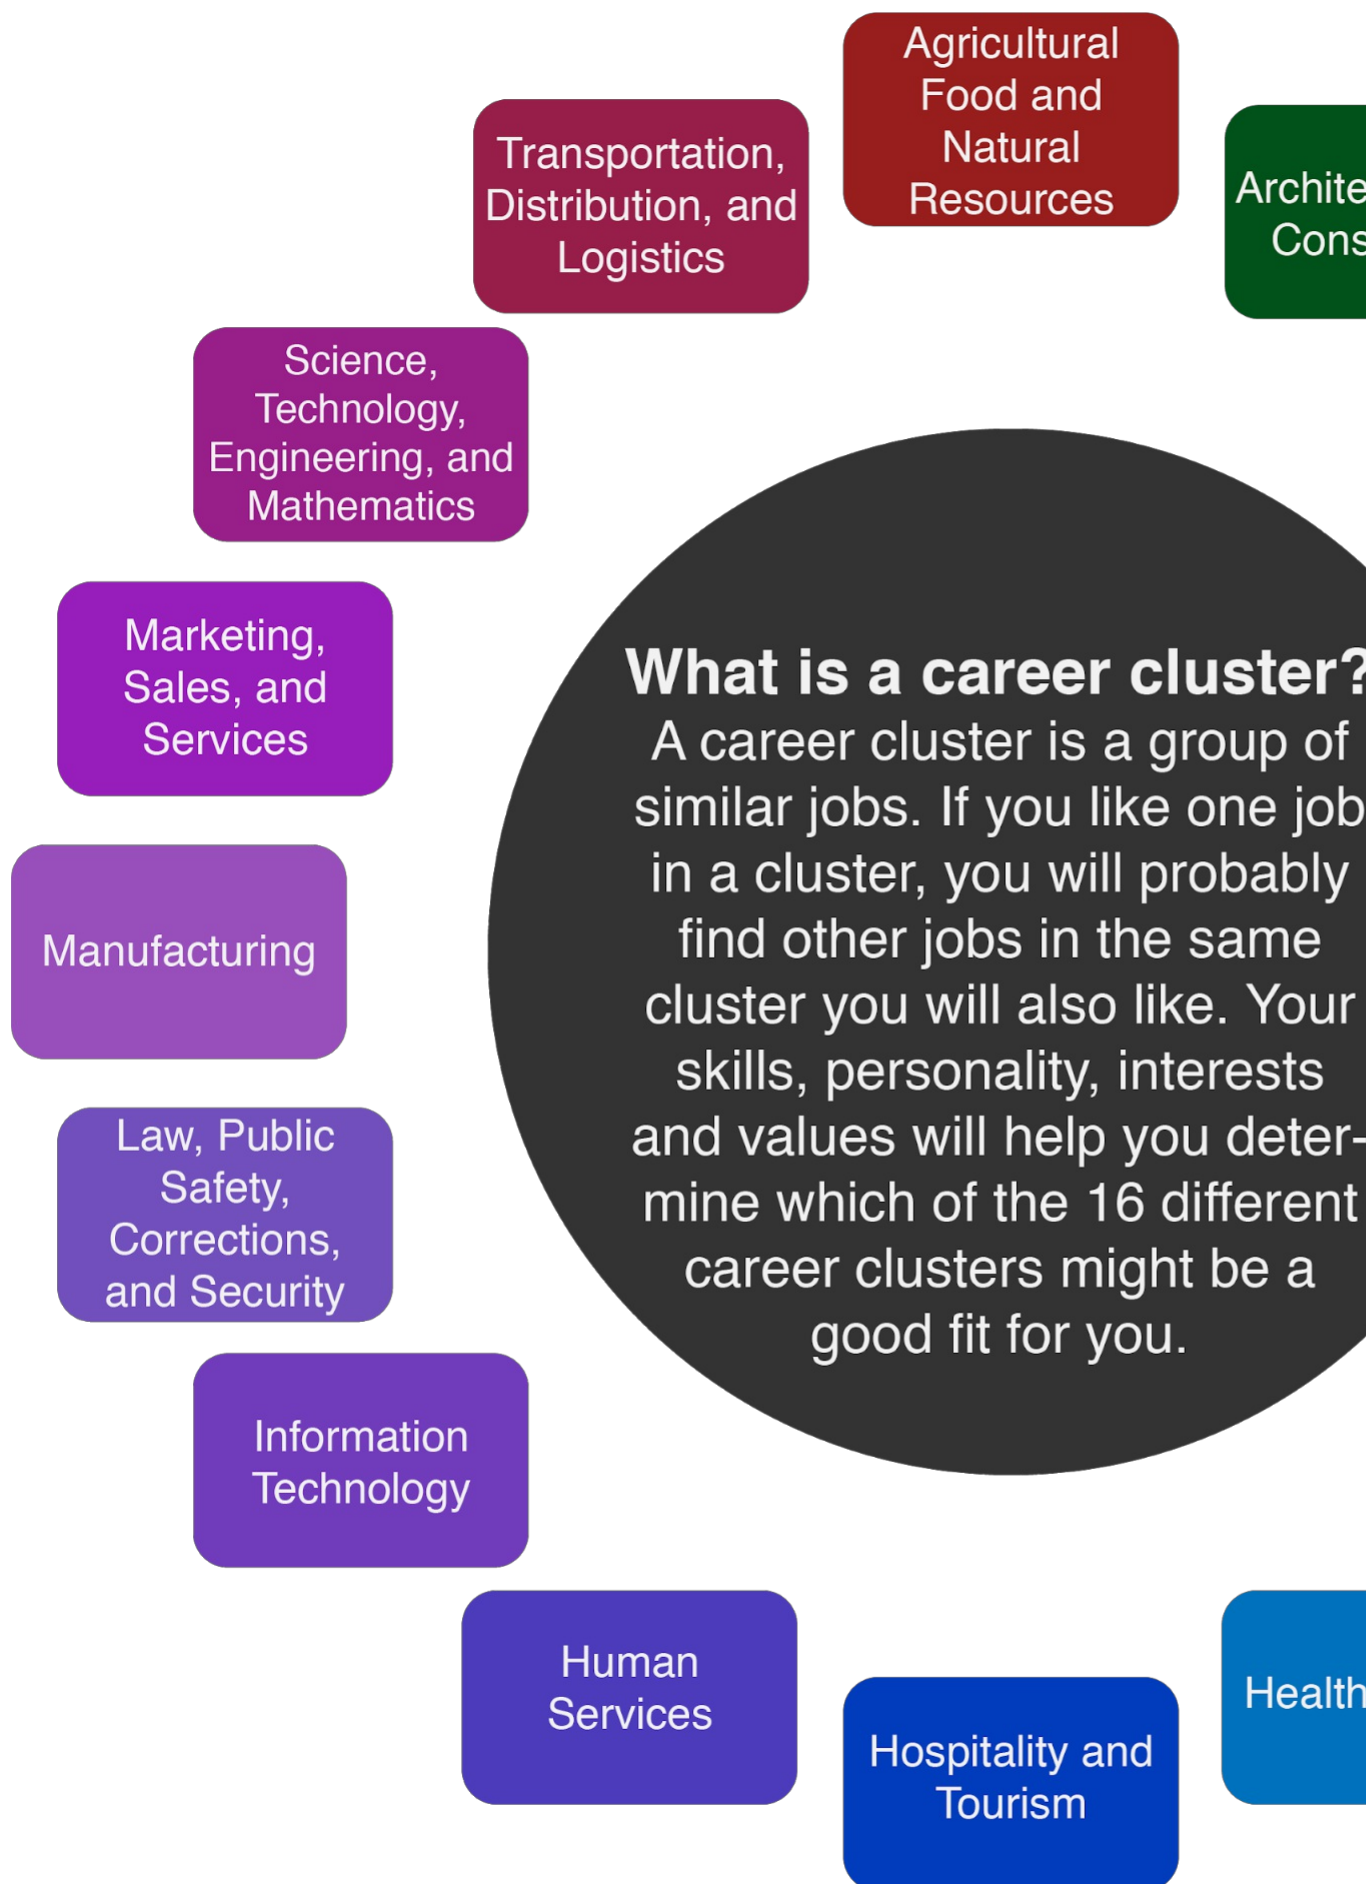 Agricultural
Food and
Natural
Resources
Transportation,
Distribution, and
Logistics
Science,
Technology,
Engineering, and
Mathematics
Marketing,
Sales, and
Services
Manufacturing
Law, Public
Safety,
Corrections,
and Security
Information
Technology
Human
Services
Hospitality and
Tourism
Health
What is a career cluster?
A career cluster is a group of
similar jobs. If you like one job
in a cluster, you will probably
find other jobs in the same
cluster you will also like. Your
skills, personality, interests
and values will help you deter-
mine which of the 16 different
career clusters might be a
good fit for you.